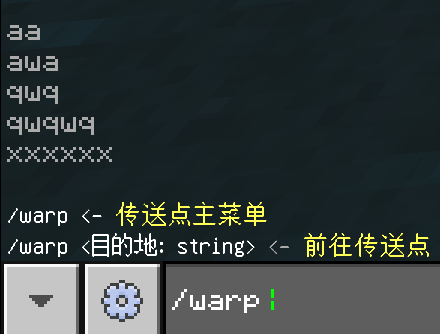 aa
awa
qwq
qwqwq
xxxxxx
/warp <- 传送点主菜单
/warp <目的地: string> <- 前往传送点
/warp